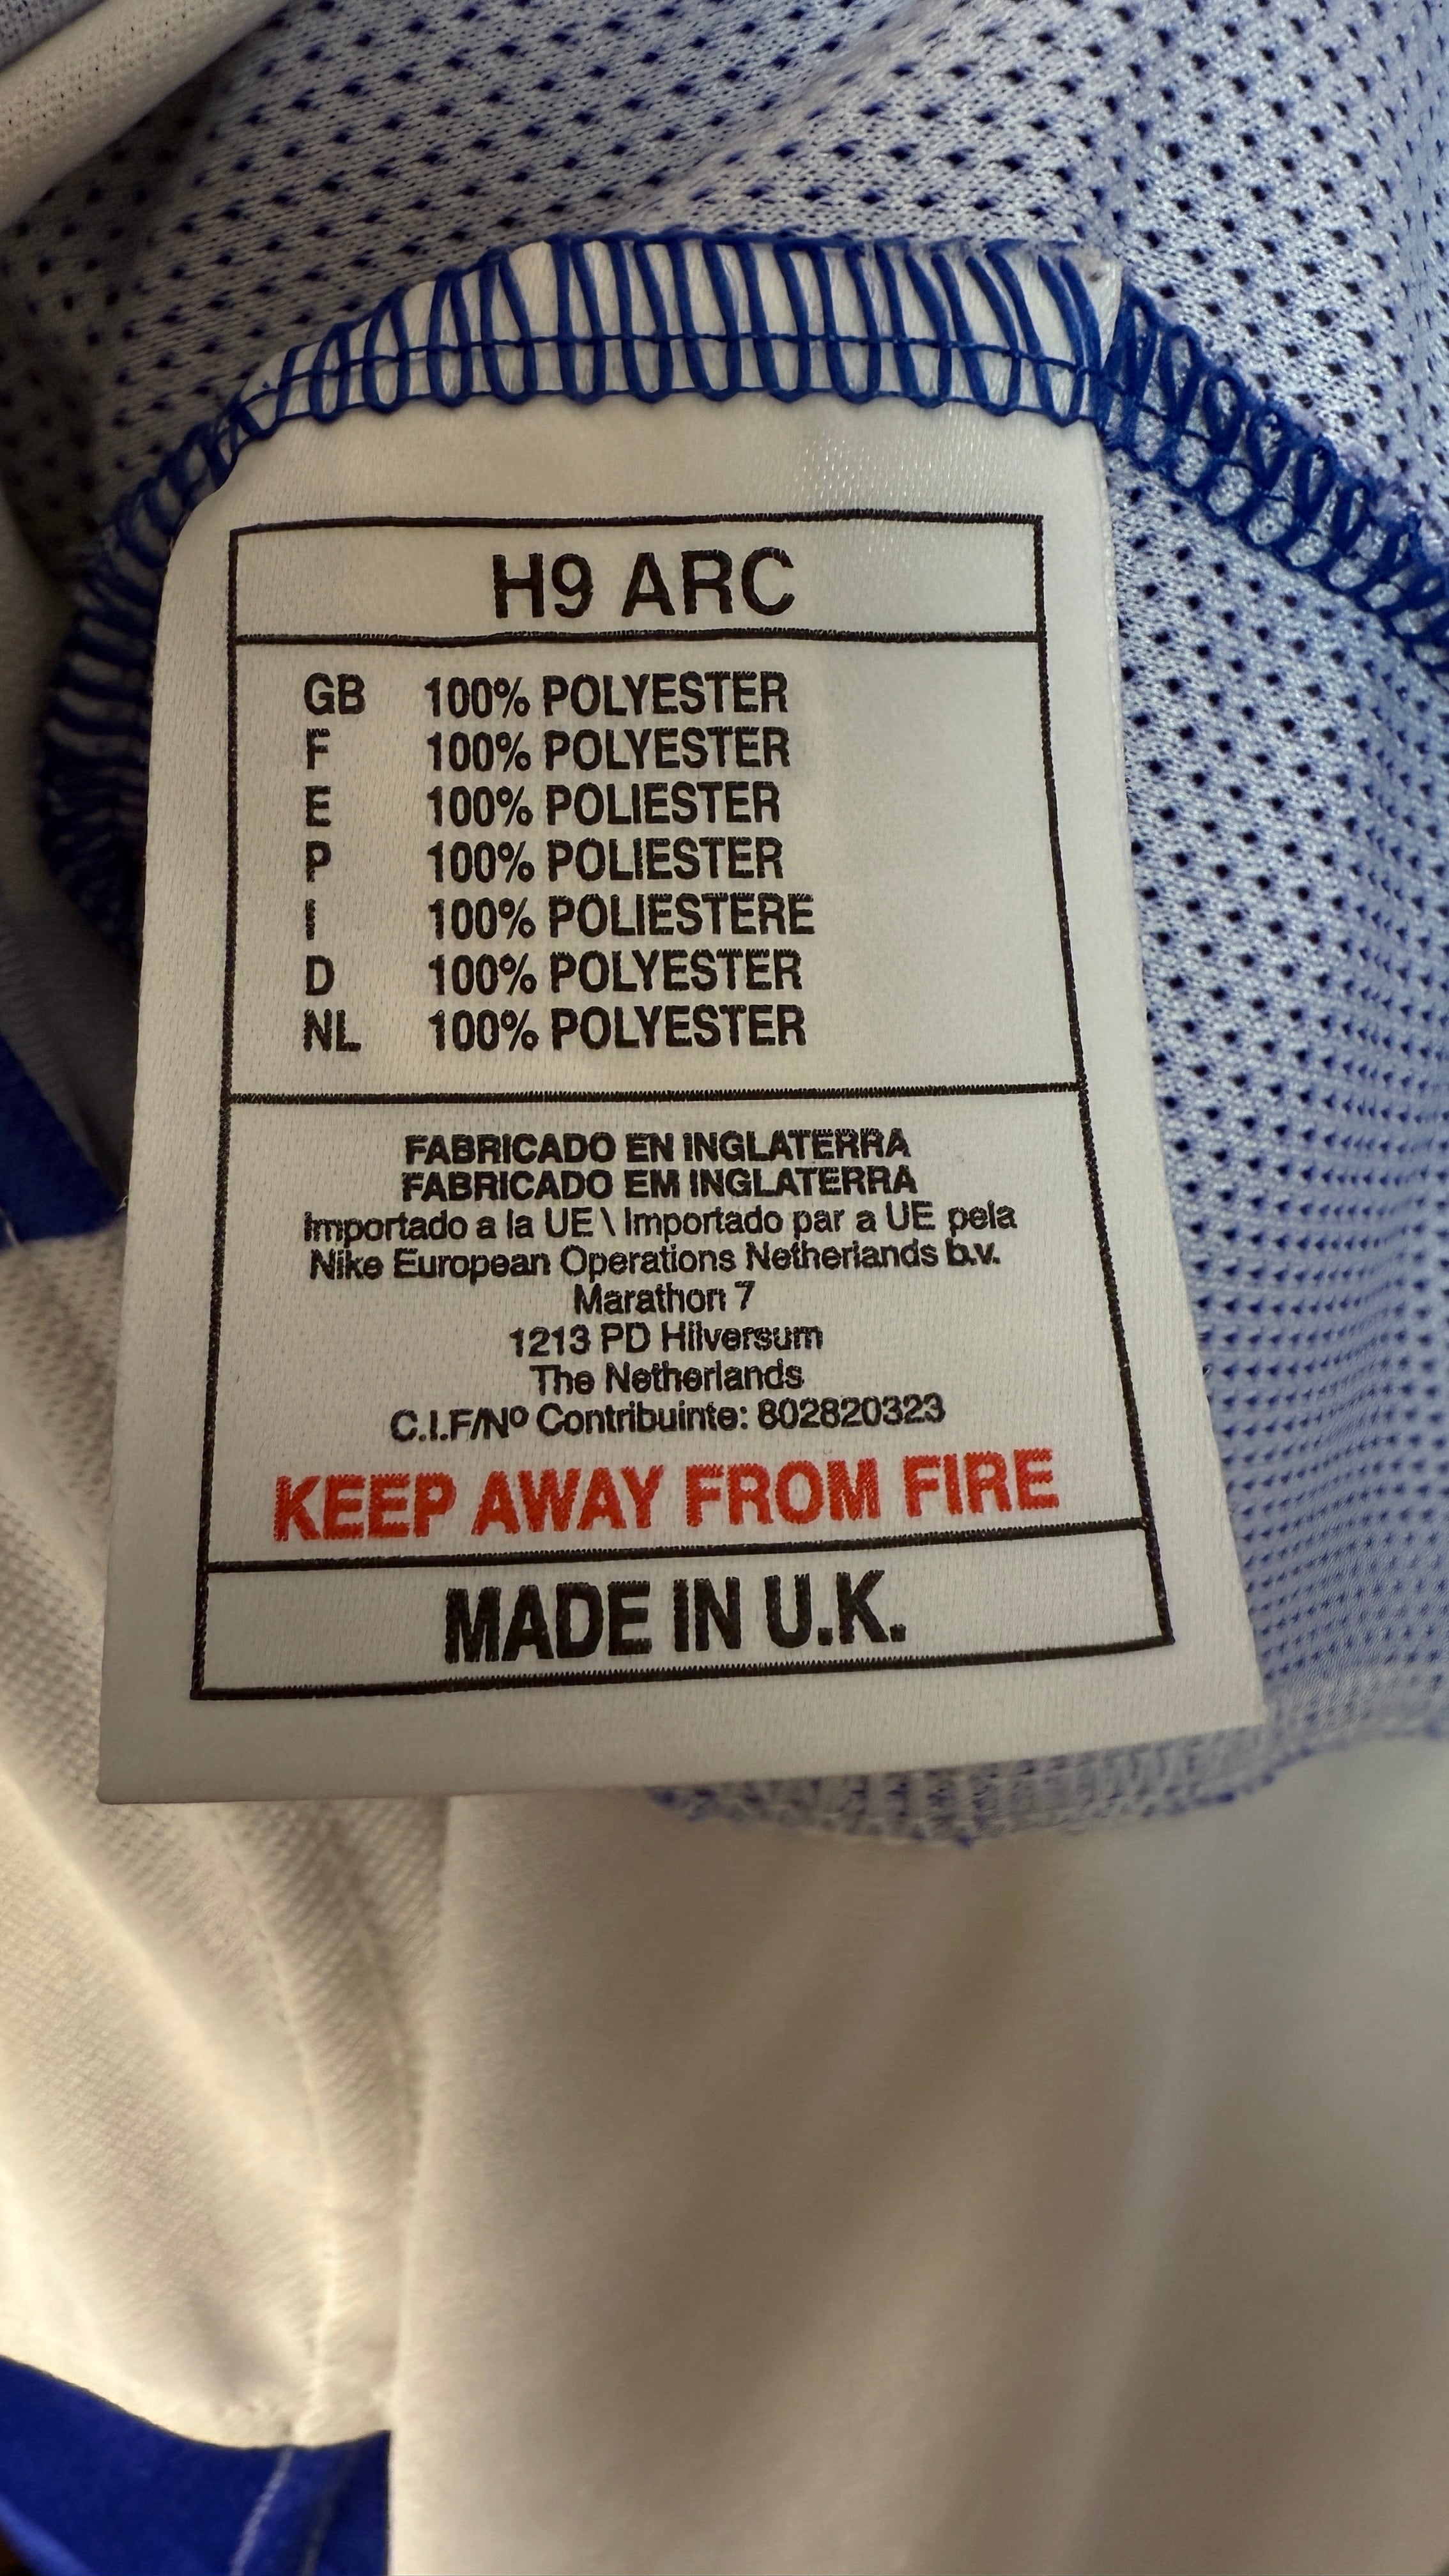 H9 ARC
GB 100% POLYESTER
F 100% POLYESTER
E 100% POLIESTER
P 100% POLIESTER
I 100% POLIESTERE
D 100% POLYESTER
NL 100% POLYESTER
FABRICADO EN INGLATERRA
FABRICADO EM INGLATERRA
Importado a la UE \ Importado par a UE pela
Nike European Operations Netherlands b.v.
Marathon 7
1213 PD Hilversum
The Netherlands
C.I.F/Nº Contribuinte: 802820323
KEEP AWAY FROM FIRE
MADE IN U.K.